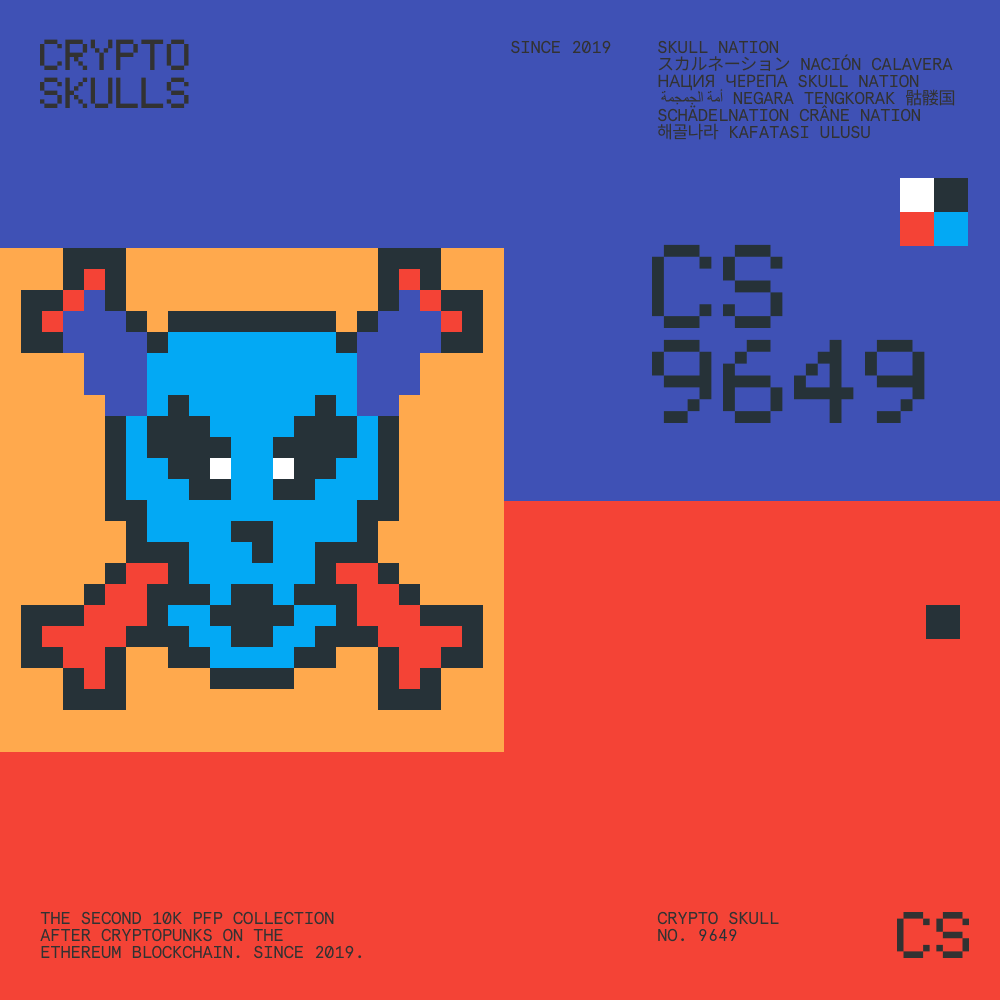 CRYPTO
SKULLS
SINCE 2019
SKULL NATION
スカルネーション NACIÓN CALAVERA
НАЦИЯ ЧЕРЕПА SKULL NATION
أمة الجمجمة NEGARA TENGKORAK 骷髅国
SCHÄDELNATION CRÂNE NATION
해골나라 KAFATASI ULUSU
CS
9649
THE SECOND 10K PFP COLLECTION
AFTER CRYPTOPUNKS ON THE
ETHEREUM BLOCKCHAIN. SINCE 2019.
CRYPTO SKULL
NO. 9649
CS